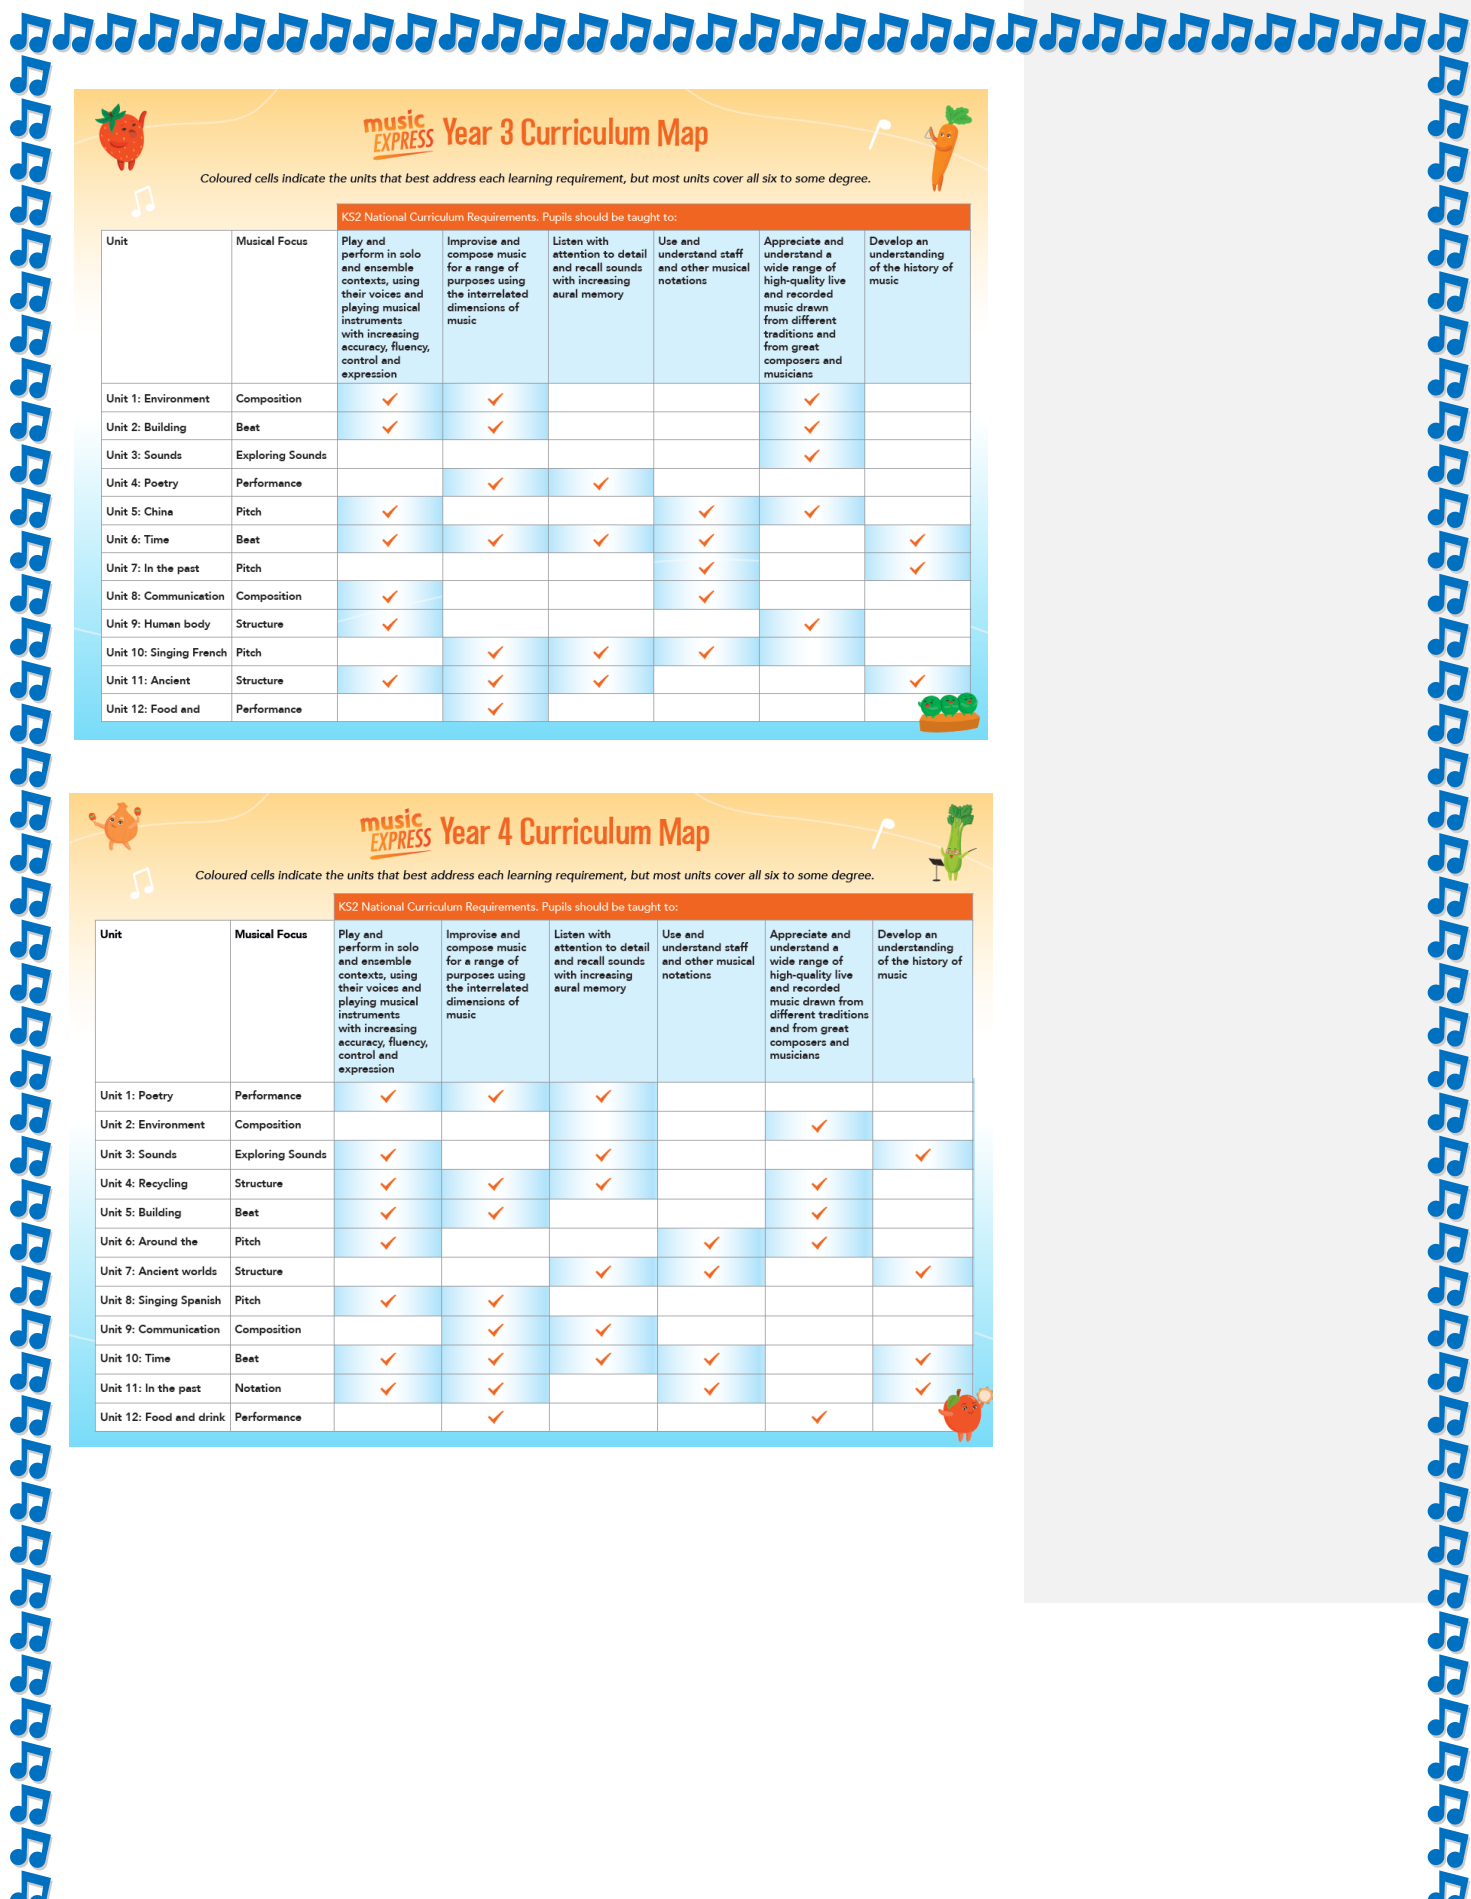 music
EXPRESS Year 3 Curriculum Map
Coloured cells indicate the units that best address each learning requirement, but most units cover all six to some degree.
KS2 National Curriculum Requirements. Pupils should be taught to:
Unit
Musical Focus
Play and
perform in solo
and ensemble
contexts, using
their voices and
playing musical
instruments
with increasing
accuracy, fluency,
control and
expression
Improvise and
compose music
for a range of
purposes using
the interrelated
dimensions of
music
Listen with
attention to detail
and recall sounds
with increasing
aural memory
Use and
understand staff
and other musical
notations
Appreciate and
understand a
wide range of
high-quality live
and recorded
music drawn
from different
traditions and
from great
composers and
musicians
Develop an
understanding
of the history of
music
Unit 1: Environment Composition ✓ ✓ ✓
Unit 2: Building Beat ✓ ✓ ✓
Unit 3: Sounds Exploring Sounds ✓
Unit 4: Poetry Performance ✓ ✓
Unit 5: China Pitch ✓ ✓ ✓
Unit 6: Time Beat ✓ ✓ ✓ ✓ ✓
Unit 7: In the past Pitch ✓ ✓
Unit 8: Communication Composition ✓ ✓
Unit 9: Human body Structure ✓ ✓
Unit 10: Singing French Pitch ✓ ✓ ✓
Unit 11: Ancient Structure ✓ ✓ ✓ ✓
Unit 12: Food and Performance ✓
music
EXPRESS Year 4 Curriculum Map
Coloured cells indicate the units that best address each learning requirement, but most units cover all six to some degree.
KS2 National Curriculum Requirements. Pupils should be taught to:
Unit
Musical Focus
Play and
perform in solo
and ensemble
contexts, using
their voices and
playing musical
instruments
with increasing
accuracy, fluency,
control and
expression
Improvise and
compose music
for a range of
purposes using
the interrelated
dimensions of
music
Listen with
attention to detail
and recall sounds
with increasing
aural memory
Use and
understand staff
and other musical
notations
Appreciate and
understand a
wide range of
high-quality live
and recorded
music drawn from
different traditions
and from great
composers and
musicians
Develop an
understanding
of the history of
music
Unit 1: Poetry Performance ✓ ✓ ✓
Unit 2: Environment Composition ✓
Unit 3: Sounds Exploring Sounds ✓ ✓ ✓
Unit 4: Recycling Structure ✓ ✓ ✓ ✓
Unit 5: Building Beat ✓ ✓ ✓
Unit 6: Around the Pitch ✓ ✓ ✓
Unit 7: Ancient worlds Structure ✓ ✓ ✓
Unit 8: Singing Spanish Pitch ✓ ✓
Unit 9: Communication Composition ✓ ✓
Unit 10: Time Beat ✓ ✓ ✓ ✓ ✓
Unit 11: In the past Notation ✓ ✓ ✓ ✓
Unit 12: Food and drink Performance ✓ ✓